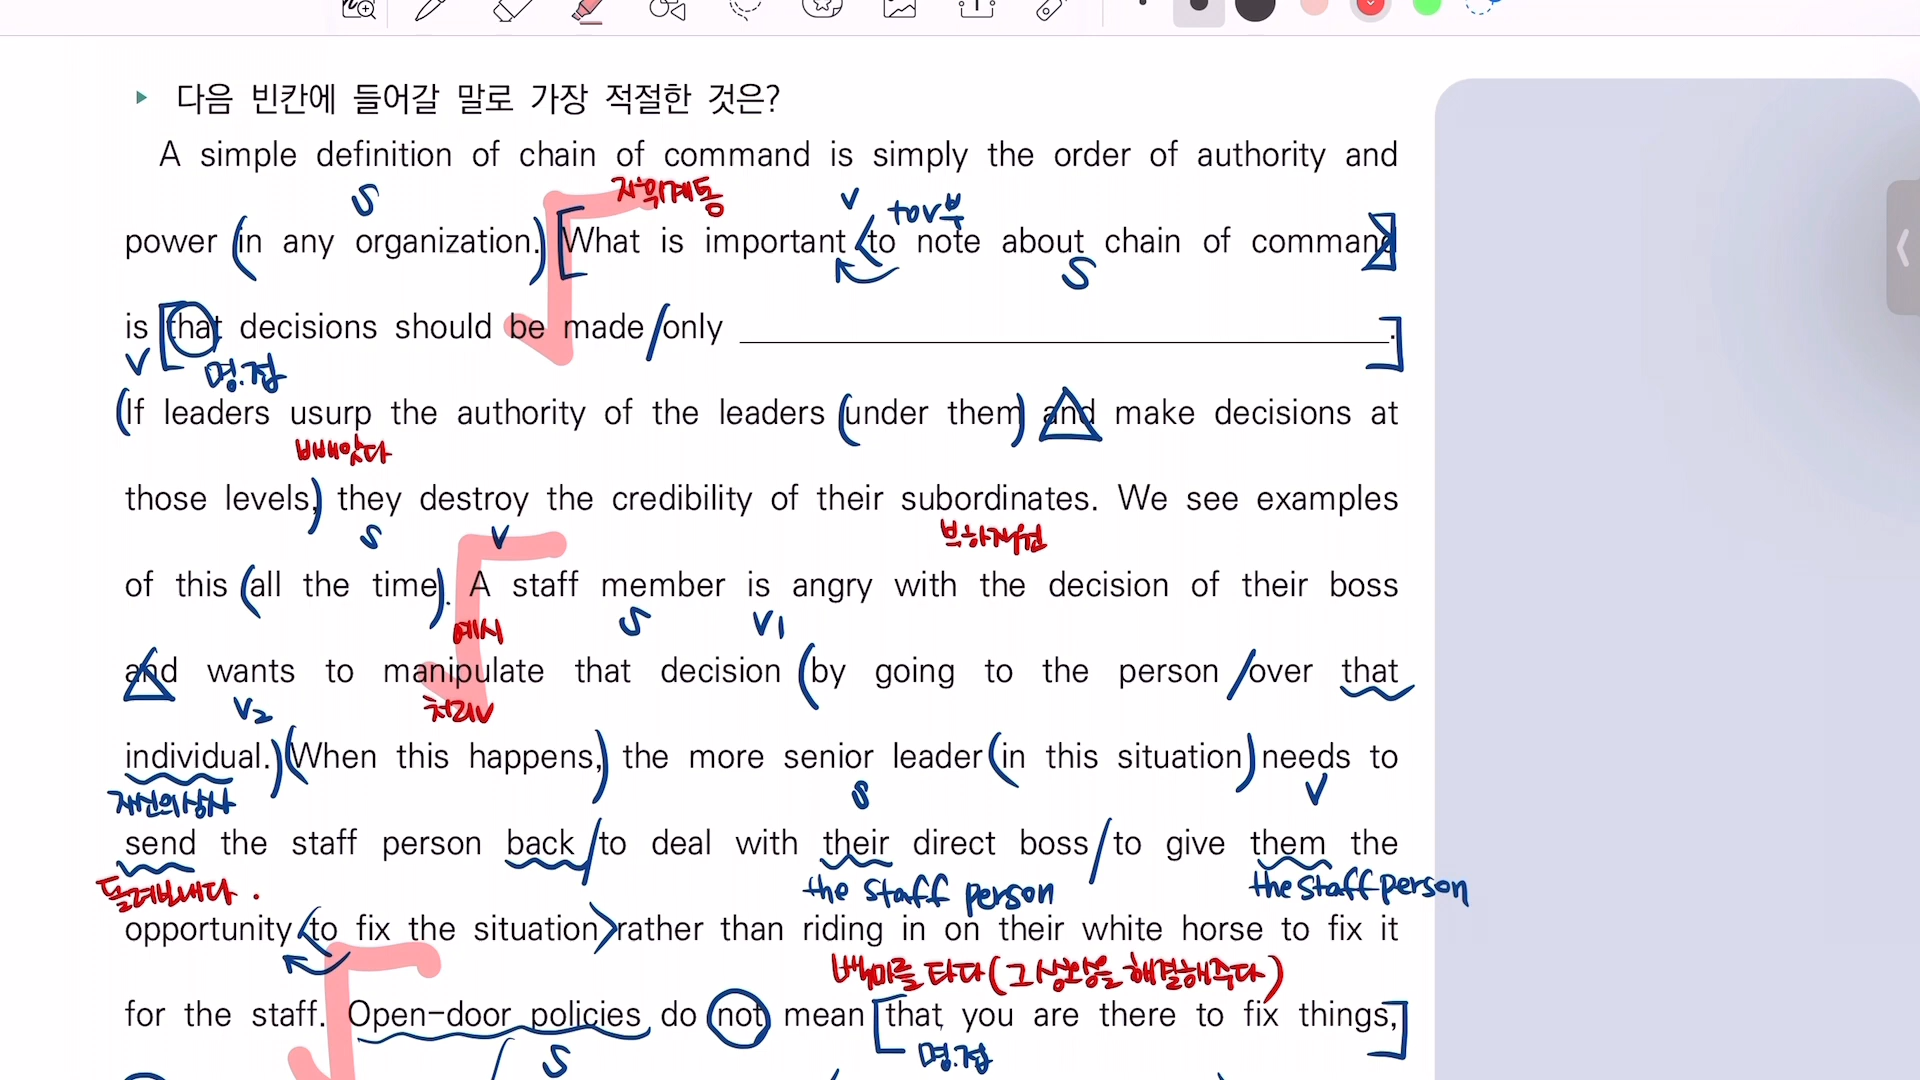 ▸ 다음 빈칸에 들어갈 말로 가장 적절한 것은?
A simple definition of chain of command is simply the order of authority and
S 지휘계통 V to v부
power (in any organization.) [What is important <to note about chain of command]
S
is [that decisions should be made / only ______________.]
V 명.접
(If leaders usurp the authority of the leaders (under them) and make decisions at
빼앗다
those levels,) they destroy the credibility of their subordinates. We see examples
S V 부하직원
of this (all the time). A staff member is angry with the decision of their boss
예시 S V1
and wants to manipulate that decision (by going to the person / over that
V2 처리v
individual.) (When this happens,) the more senior leader (in this situation) needs to
자신의상사 S V
send the staff person back / to deal with their direct boss / to give them the
돌려보내다. the staff person the staff person
opportunity <to fix the situation> rather than riding in on their white horse to fix it
백마를 타다 (그상황을 해결해주다)
for the staff. Open-door policies do not mean [that you are there to fix things,]
S 명.접